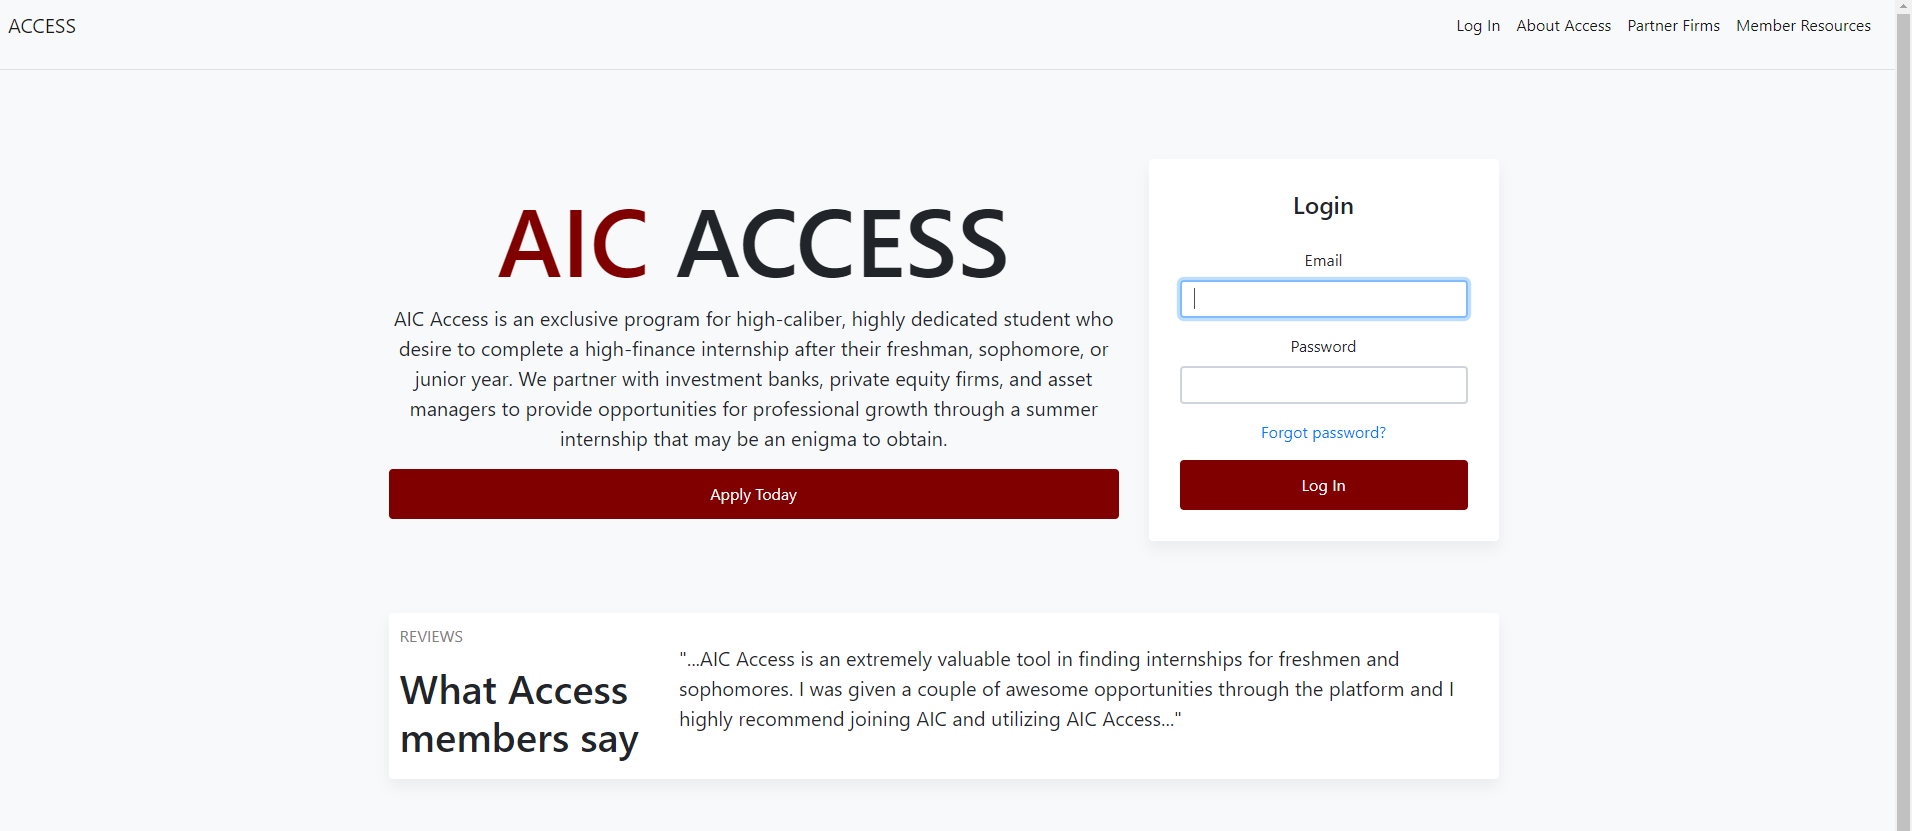 ACCESS
Log In About Access Partner Firms Member Resources
AIC ACCESS
AIC Access is an exclusive program for high-caliber, highly dedicated student who
desire to complete a high-finance internship after their freshman, sophomore, or
junior year. We partner with investment banks, private equity firms, and asset
managers to provide opportunities for professional growth through a summer
internship that may be an enigma to obtain.
Apply Today
Login
Email
Password
Forgot password?
Log In
REVIEWS
What Access
members say
"...AIC Access is an extremely valuable tool in finding internships for freshmen and
sophomores. I was given a couple of awesome opportunities through the platform and I
highly recommend joining AIC and utilizing AIC Access..."